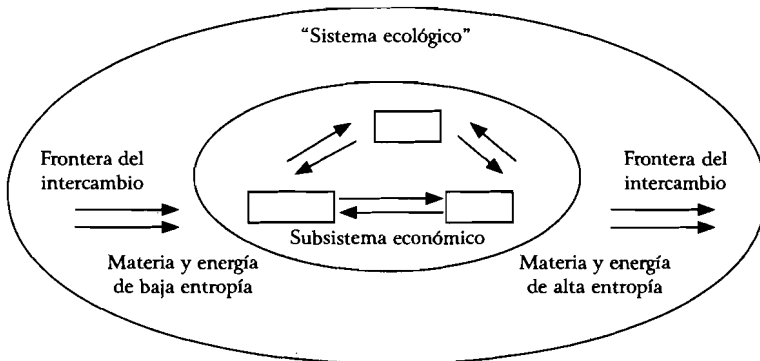 “Sistema ecológico”
Frontera del
intercambio
Frontera del
intercambio
Subsistema económico
Materia y energía
de baja entropía
Materia y energía
de alta entropía